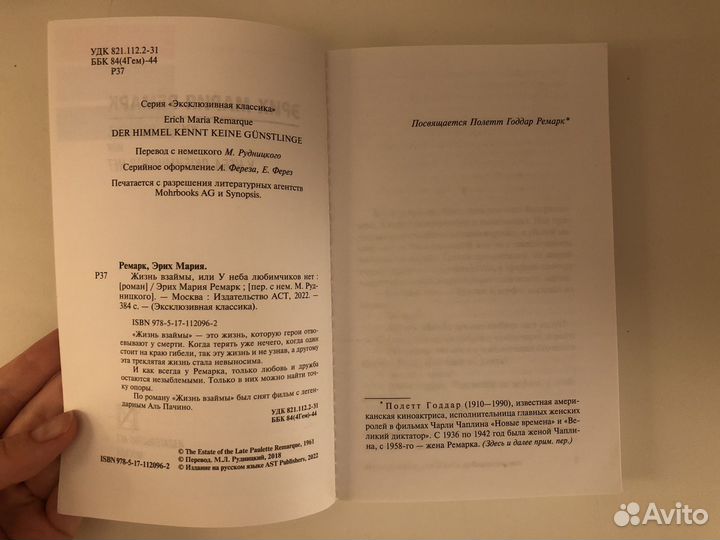 УДК 821.112.2-31
ББК 84(4Гем)-44
Р37
Серия «Эксклюзивная классика»
Erich Maria Remarque
DER HIMMEL KENNT KEINE GÜNSTLINGE
Перевод с немецкого М. Рудницкого
Серийное оформление А. Фереза, Е. Ферез
Печатается с разрешения литературных агентств
Mohrbooks AG и Synopsis.
Ремарк, Эрих Мария.
Р37 Жизнь взаймы, или У неба любимчиков нет :
[роман] / Эрих Мария Ремарк ; [пер. с нем. М. Руд-
ницкого]. — Москва : Издательство АСТ, 2022. —
384 с. — (Эксклюзивная классика).
ISBN 978-5-17-112096-2
«Жизнь взаймы» — это жизнь, которую герои отво-
евывают у смерти. Когда терять уже нечего, когда один
стоит на краю гибели, так эту жизнь и не узнав, а другому
эта треклятая жизнь стала невыносима.
И как всегда у Ремарка, только любовь и дружба
остаются незыблемыми. Только в них можно найти точ-
ку опоры.
По роману «Жизнь взаймы» был снят фильм с леген-
дарным Аль Пачино.
УДК 821.112.2-31
ББК 84(4Гем)-44
© The Estate of the Late Paulette Remarque, 1961
© Перевод. М.Л. Рудницкий, 2018
ISBN 978-5-17-112096-2 © Издание на русском языке AST Publishers, 2022
Посвящается Полетт Годдар Ремарк*
* Полетт Годдар (1910—1990), известная амери-
канская киноактриса, исполнительница главных женских
ролей в фильмах Чарли Чаплина «Новые времена» и «Ве-
ликий диктатор». С 1936 по 1942 год была женой Чапли-
на, с 1958-го — жена Ремарка. (Здесь и далее прим. пер.)
Avito